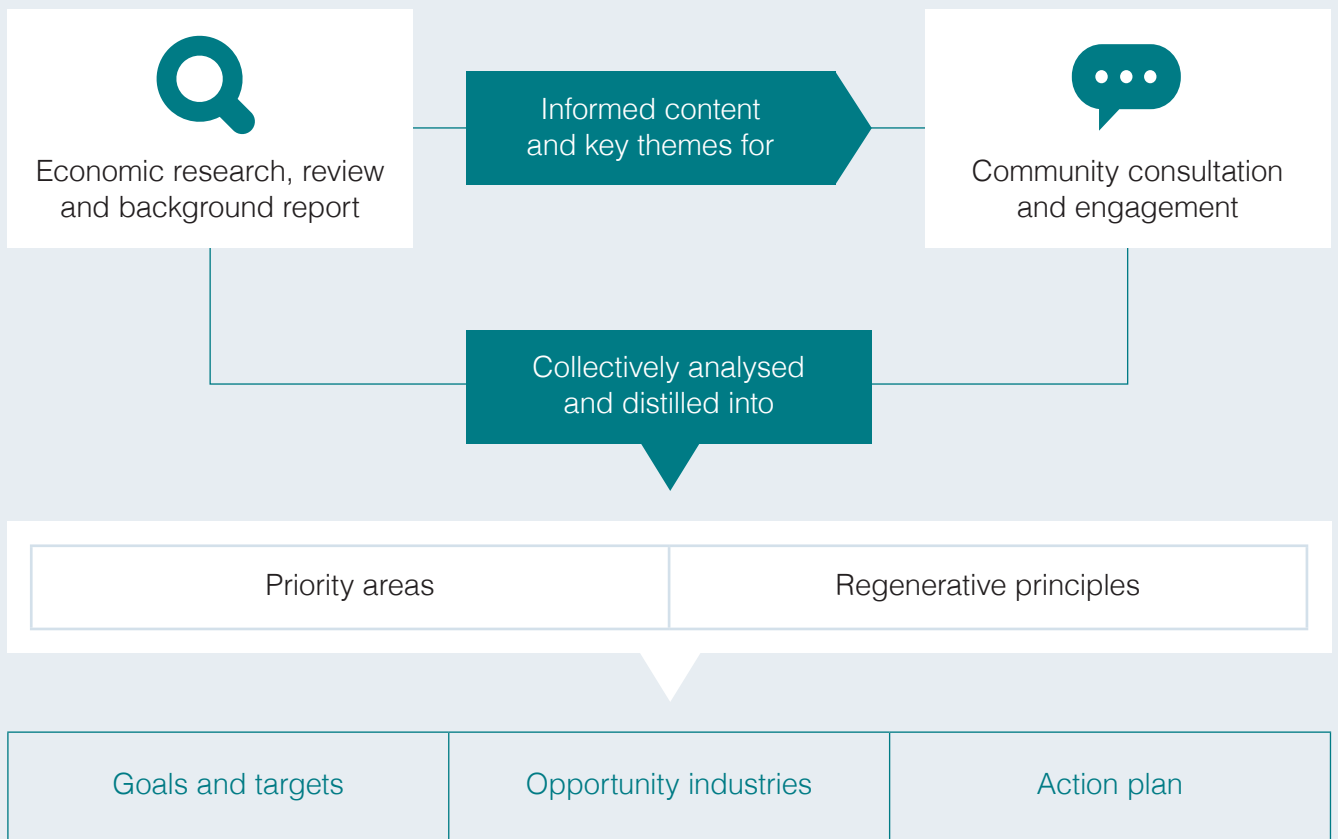 Economic research, review
and background report
Informed content
and key themes for
Community consultation
and engagement
Collectively analysed
and distilled into
Priority areas
Regenerative principles
Goals and targets
Opportunity industries
Action plan